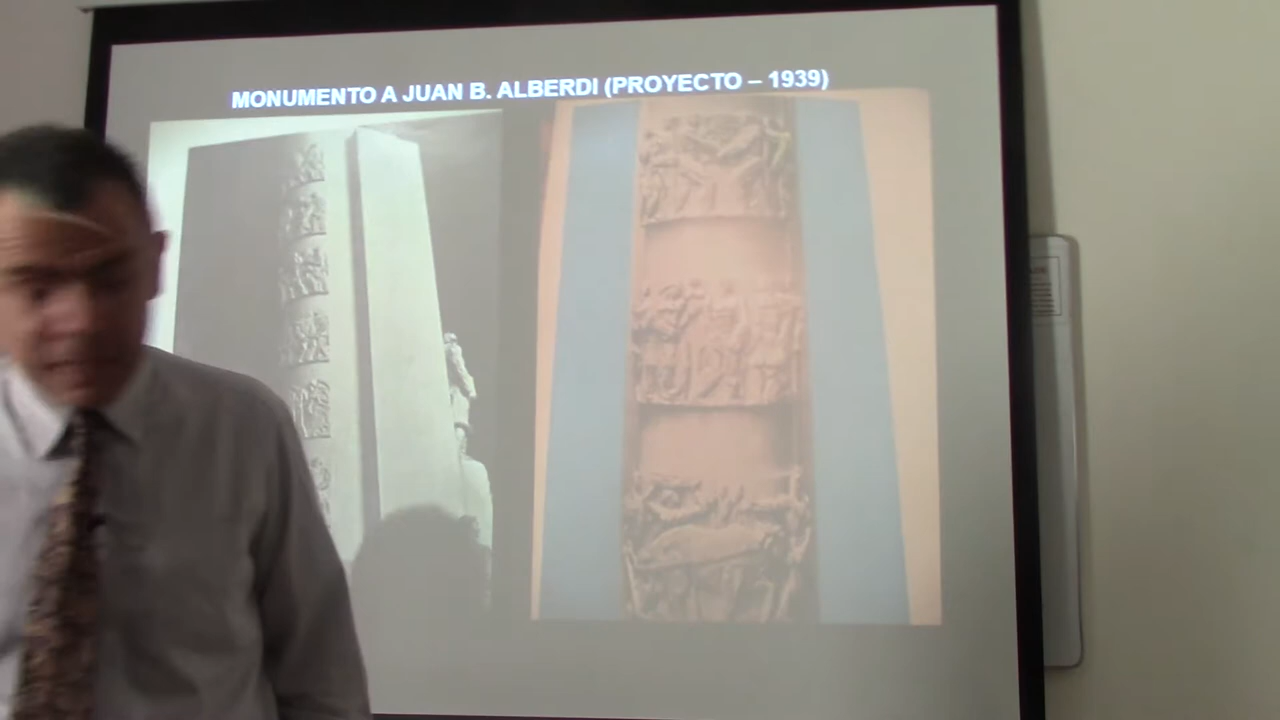 MONUMENTO A JUAN B. ALBERDI (PROYECTO – 1939)